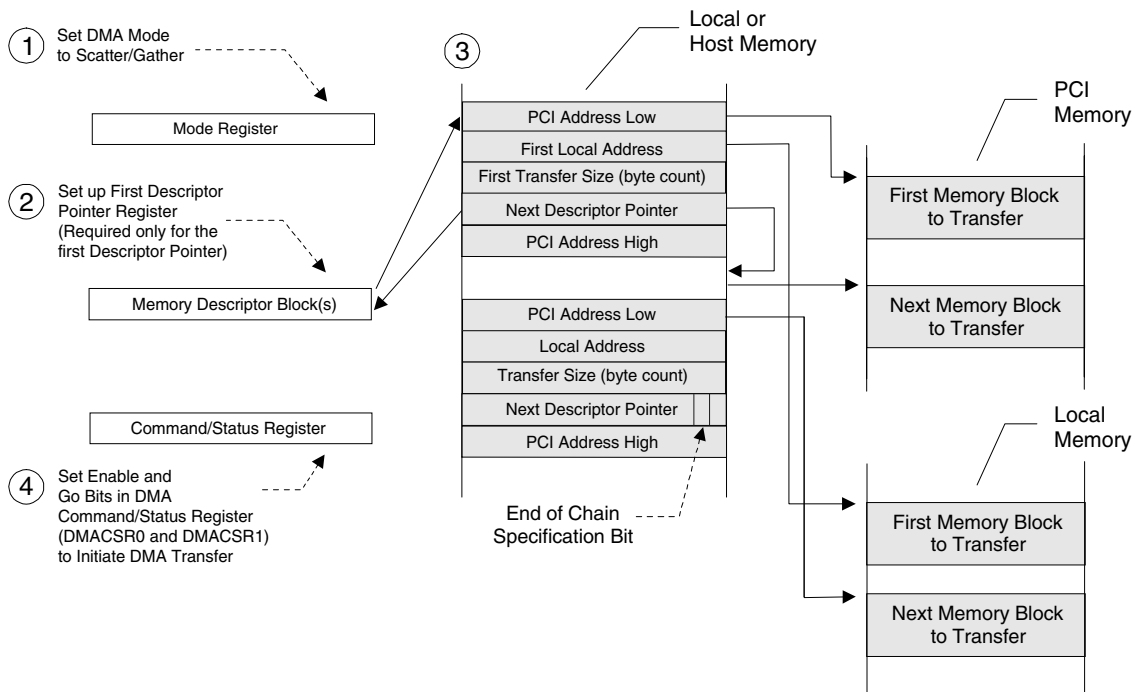 1
Set DMA Mode
to Scatter/Gather
Mode Register
2
Set up First Descriptor
Pointer Register
(Required only for the
first Descriptor Pointer)
Memory Descriptor Block(s)
Command/Status Register
4
Set Enable and
Go Bits in DMA
Command/Status Register
(DMACSR0 and DMACSR1)
to Initiate DMA Transfer
3
Local or
Host Memory
PCI Address Low
First Local Address
First Transfer Size (byte count)
Next Descriptor Pointer
PCI Address High
PCI Address Low
Local Address
Transfer Size (byte count)
Next Descriptor Pointer
PCI Address High
End of Chain
Specification Bit
PCI
Memory
First Memory Block
to Transfer
Next Memory Block
to Transfer
Local
Memory
First Memory Block
to Transfer
Next Memory Block
to Transfer